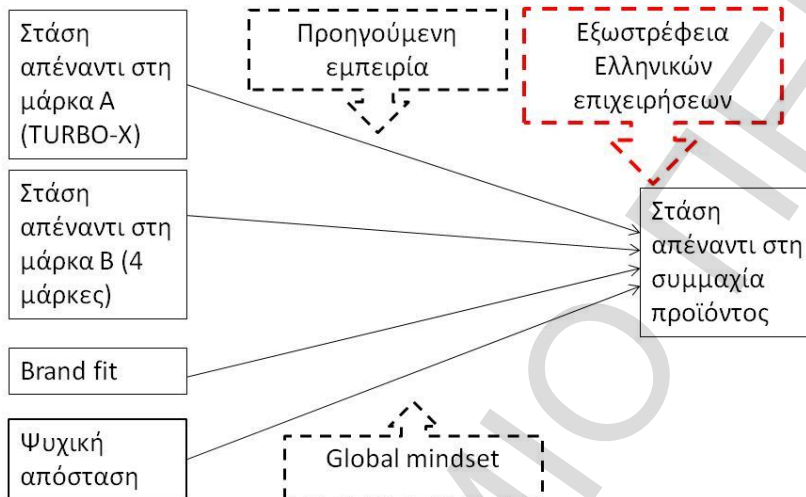 Στάση
απέναντι στη
μάρκα Α
(TURBO-X)
Προηγούμενη
εμπειρία
Εξωστρέφεια
Ελληνικών
επιχειρήσεων
Στάση
απέναντι στη
μάρκα Β (4
μάρκες)
Στάση
απέναντι στη
συμμαχία
προϊόντος
Brand fit
Ψυχική
απόσταση
Global mindset